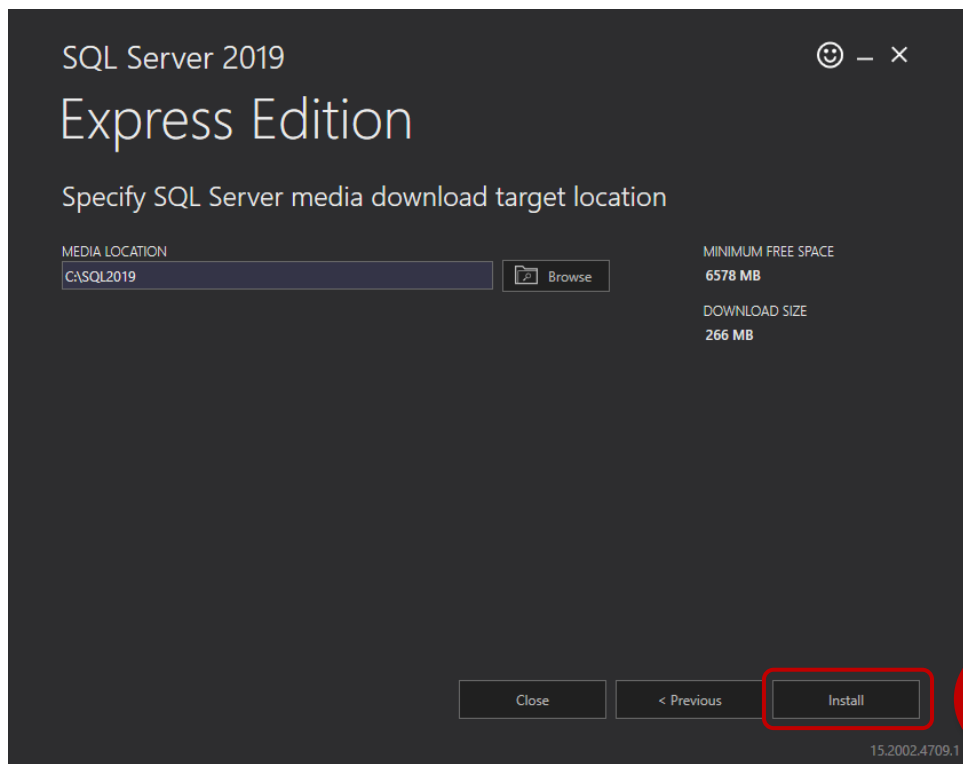 SQL Server 2019
Express Edition
Specify SQL Server media download target location
MEDIA LOCATION
C:\SQL2019
Browse
MINIMUM FREE SPACE
6578 MB
DOWNLOAD SIZE
266 MB
Close
< Previous
Install
15.2002.4709.1